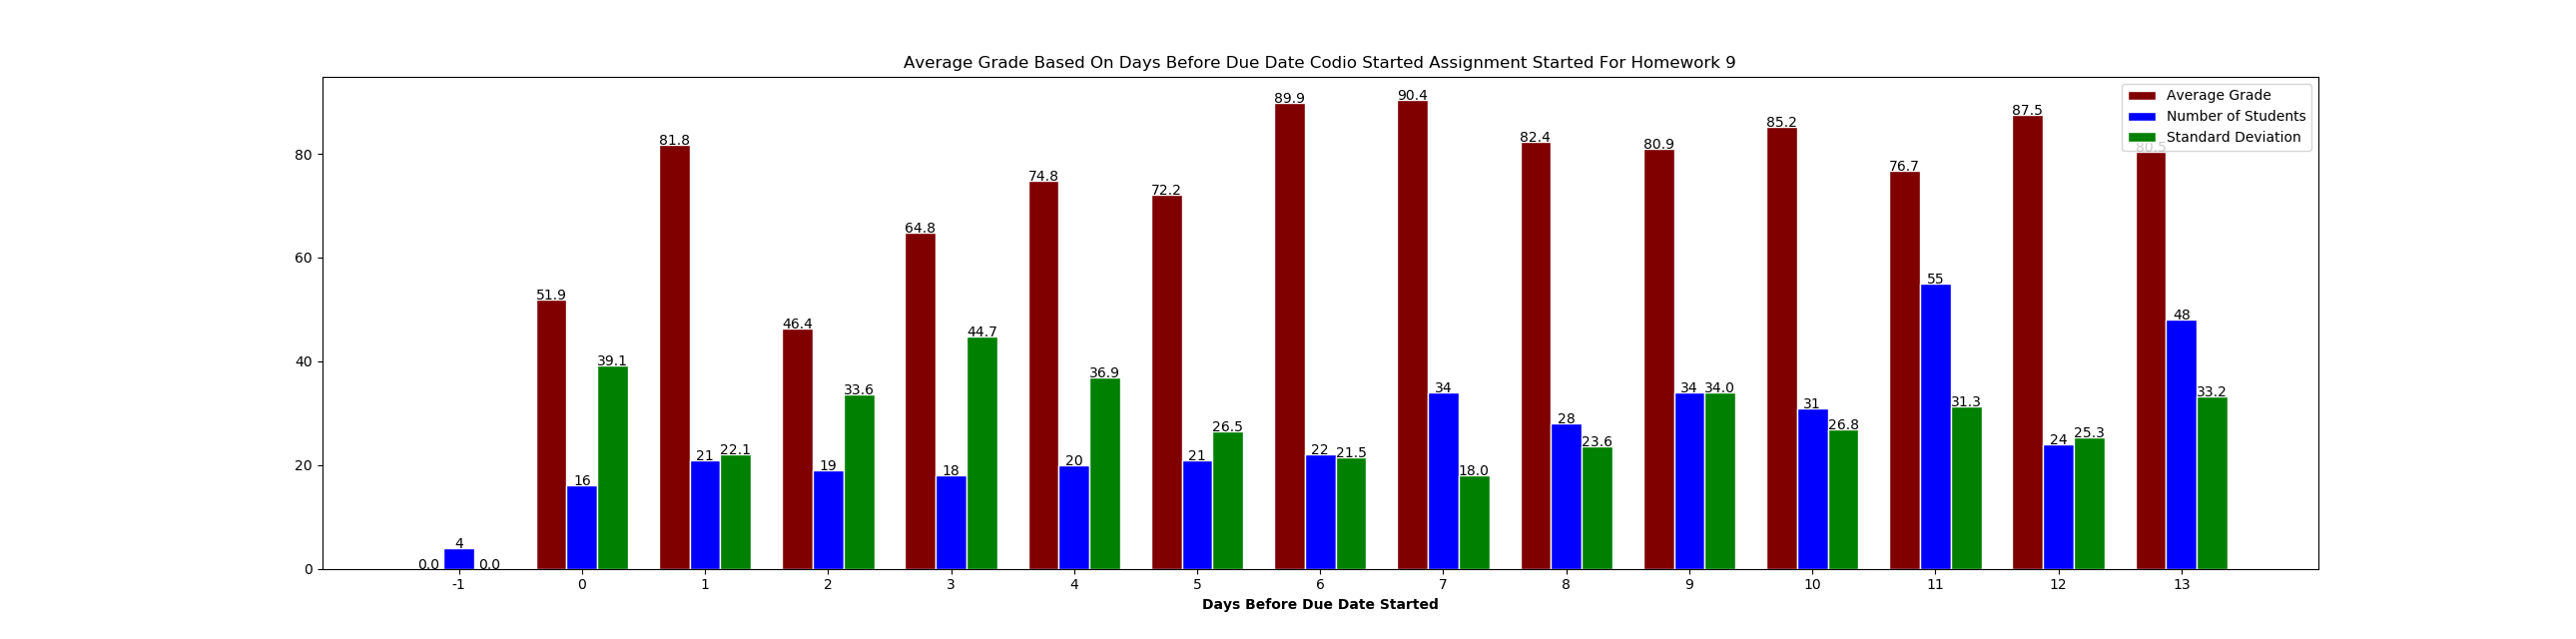 Average Grade Based On Days Before Due Date Codio Started Assignment Started For Homework 9
Average Grade
Number of Students
Standard Deviation
80
60
40
20
0
0.0 4 0.0
51.9 16 39.1
81.8 21 22.1
46.4 19 33.6
64.8 18 44.7
74.8 20 36.9
72.2 21 26.5
89.9 22 21.5
90.4 34 18.0
82.4 28 23.6
80.9 34 34.0
85.2 31 26.8
76.7 55 31.3
87.5 24 25.3
80.5 48 33.2
-1 0 1 2 3 4 5 6 7 8 9 10 11 12 13
Days Before Due Date Started